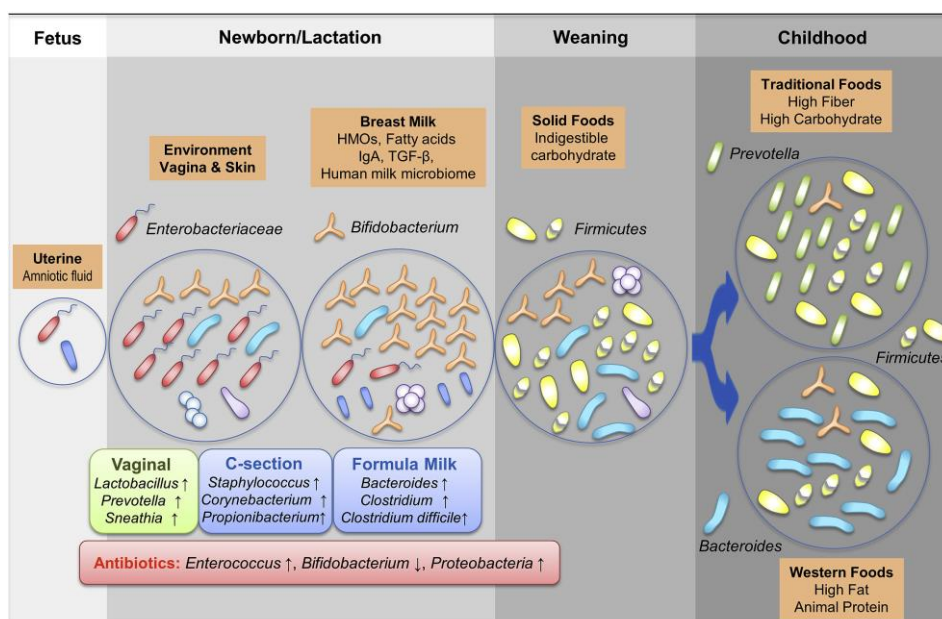 Fetus
Newborn/Lactation
Weaning
Childhood
Uterine
Amniotic fluid
Environment
Vagina & Skin
Enterobacteriaceae
Breast Milk
HMOs, Fatty acids
IgA, TGF-β,
Human milk microbiome
Bifidobacterium
Solid Foods
Indigestible
carbohydrate
Firmicutes
Traditional Foods
High Fiber
High Carbohydrate
Prevotella
Firmicutes
Bacteroides
Western Foods
High Fat
Animal Protein
Vaginal
Lactobacillus ↑
Prevotella ↑
Sneathia ↑
C-section
Staphylococcus ↑
Corynebacterium ↑
Propionibacterium↑
Formula Milk
Bacteroides ↑
Clostridium ↑
Clostridium difficile↑
Antibiotics: Enterococcus ↑, Bifidobacterium ↓, Proteobacteria ↑